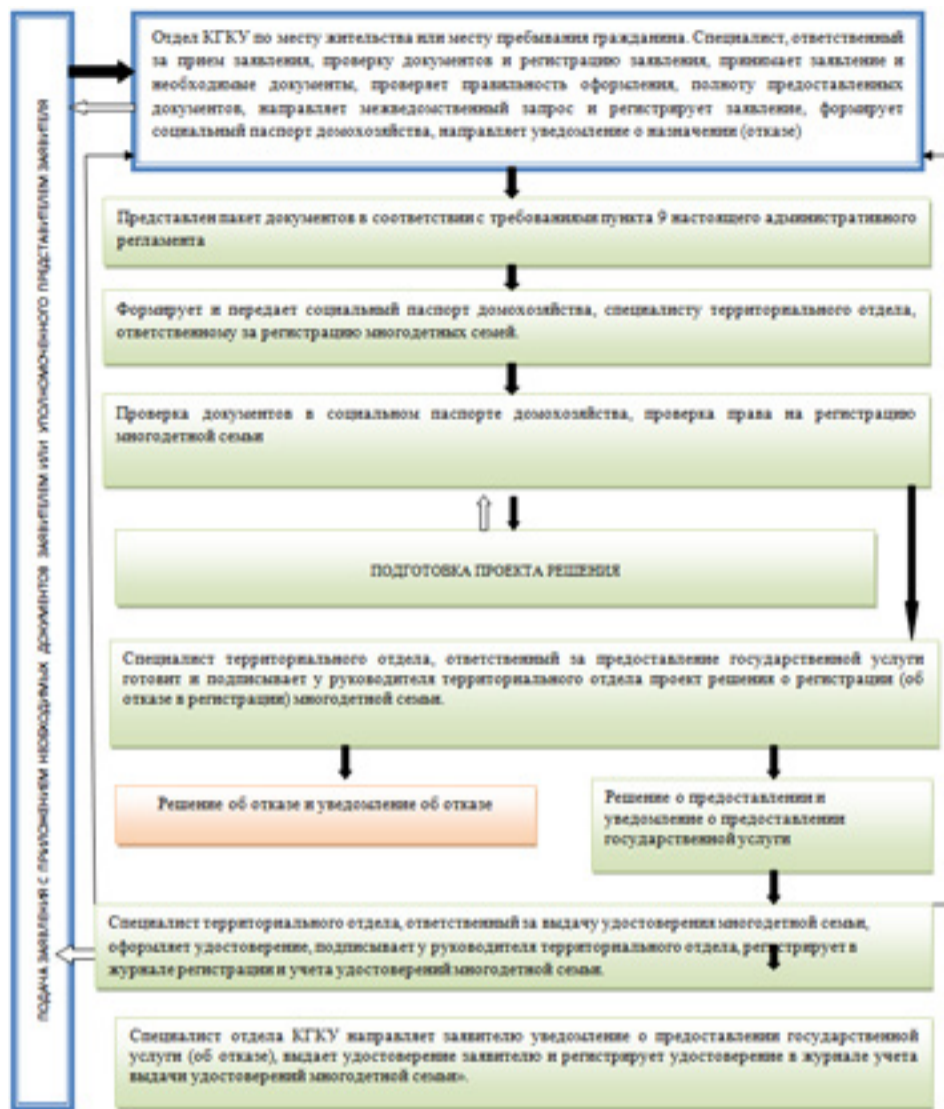 ПОДАЧА ЗАЯВЛЕНИЯ С ПРИЛОЖЕНИЕМ НЕОБХОДИМЫХ ДОКУМЕНТОВ ЗАЯВИТЕЛЕМ ИЛИ УПОЛНОМОЧЕННОГО ПРЕДСТАВИТЕЛЕМ ЗАЯВИТЕЛЯ
Отдел КГКУ по месту жительства или месту пребывания гражданина. Специалист, ответственный
за прием заявления, проверку документов и регистрацию заявления, принимает заявление и
необходимые документы, проверяет правильность оформления, полноту предоставленных
документов, направляет межведомственный запрос и регистрирует заявление, формирует
социальный паспорт домохозяйства, направляет уведомление о назначении (отказе)
Представлен пакет документов в соответствии с требованиями пункта 9 настоящего административного
регламента
Формирует и передает социальный паспорт домохозяйства, специалисту территориального отдела,
ответственному за регистрацию многодетных семей.
Проверка документов в социальном паспорте домохозяйства, проверка права на регистрацию
многодетной семьи
ПОДГОТОВКА ПРОЕКТА РЕШЕНИЯ
Специалист территориального отдела, ответственный за предоставление государственной услуги
готовит и подписывает у руководителя территориального отдела проект решения о регистрации (об
отказе в регистрации) многодетной семьи.
Решение об отказе и уведомление об отказе
Решение о предоставлении и
уведомление о предоставлении
государственной услуги
Специалист территориального отдела, ответственный за выдачу удостоверения многодетной семьи,
оформляет удостоверение, подписывает у руководителя территориального отдела, регистрирует в
журнале регистрации и учета удостоверений многодетной семьи.
Специалист отдела КГКУ направляет заявителю уведомление о предоставлении государственной
услуги (об отказе), выдает удостоверение заявителю и регистрирует удостоверение в журнале учета
выдачи удостоверений многодетной семьи».